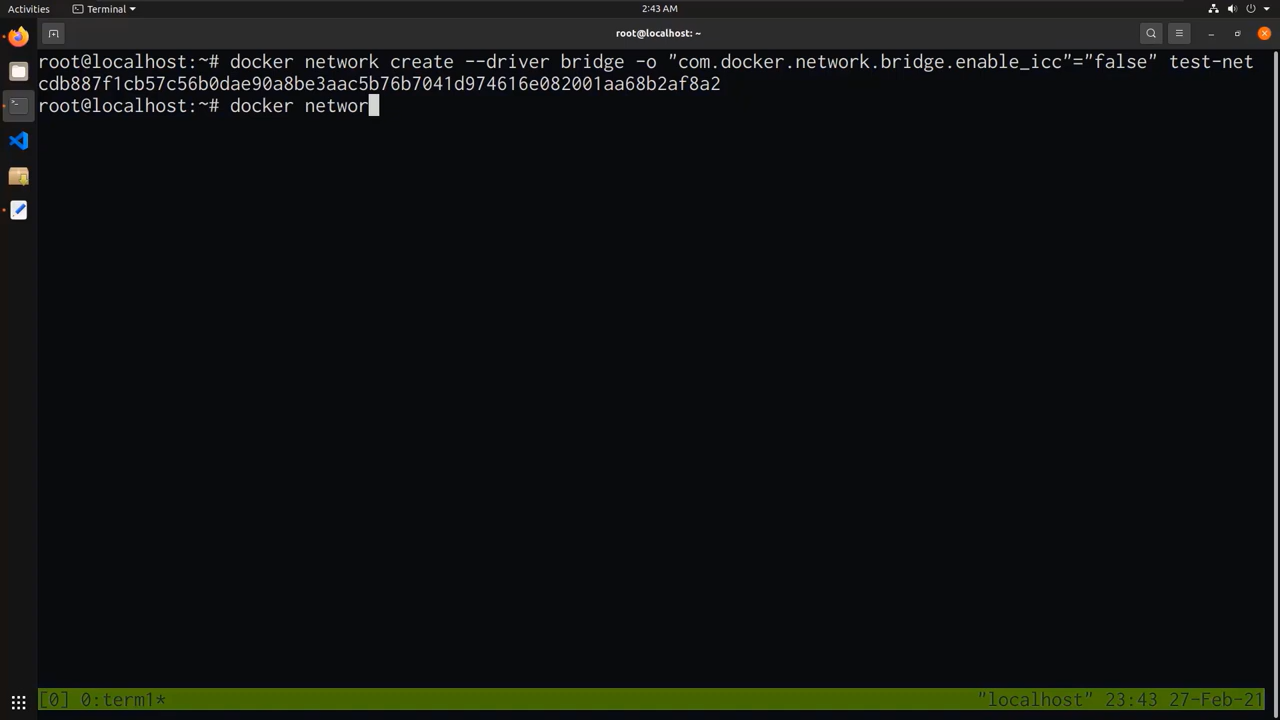 Activities
Terminal
2:43 AM
root@localhost: ~
root@localhost:~# docker network create --driver bridge -o "com.docker.network.bridge.enable_icc"="false" test-net
cdb887f1cb57c56b0dae90a8be3aac5b76b7041d974616e082001aa68b2af8a2
root@localhost:~# docker networ
[0] 0:term1*
"localhost" 23:43 27-Feb-21